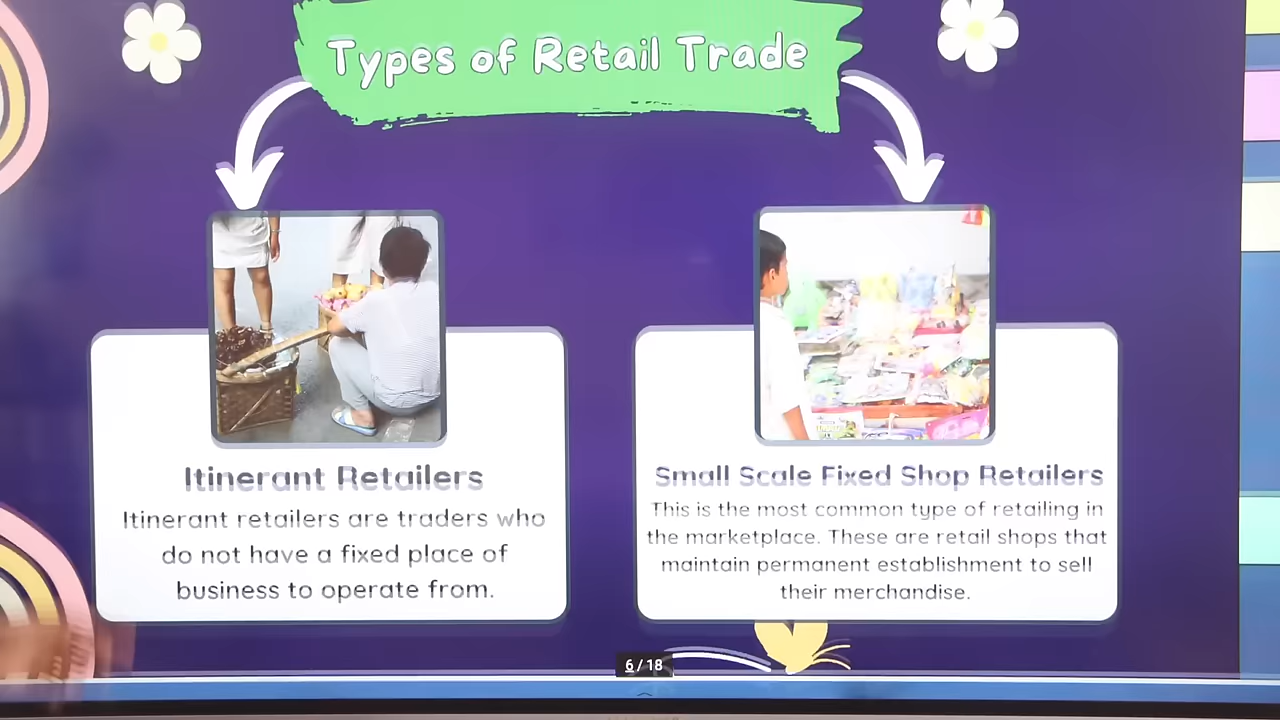 Types of Retail Trade
Itinerant Retailers
Itinerant retailers are traders who
do not have a fixed place of
business to operate from.
Small Scale Fixed Shop Retailers
This is the most common type of retailing in
the marketplace. These are retail shops that
maintain permanent establishment to sell
their merchandise.
6 / 18